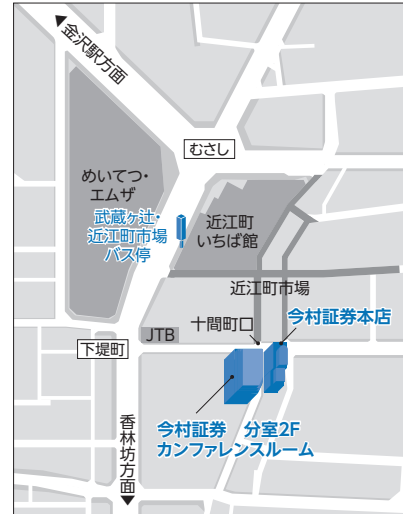 金沢駅方面
むさし
めいてつ・
エムザ
武蔵ヶ辻・
近江町市場
バス停
近江町
いちば館
近江町市場
十間町口
今村証券本店
JTB
下堤町
今村証券 分室2F
カンファレンスルーム
香林坊方面